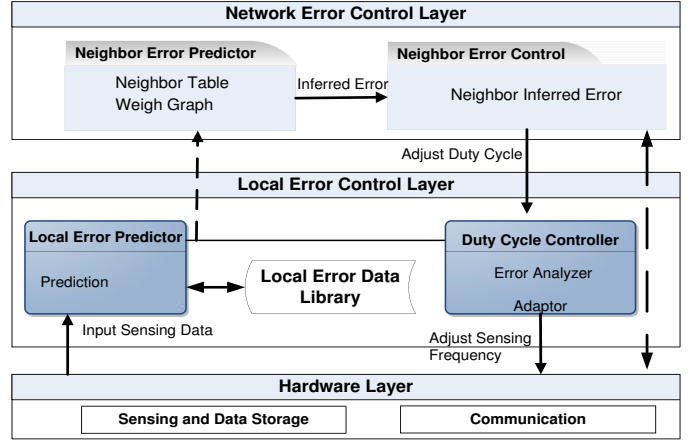 Network Error Control Layer
Neighbor Error Predictor
Neighbor Table
Weigh Graph
Inferred Error
Neighbor Error Control
Neighbor Inferred Error
Adjust Duty Cycle
Local Error Control Layer
Local Error Predictor
Prediction
Local Error Data
Library
Duty Cycle Controller
Error Analyzer
Adaptor
Input Sensing Data
Adjust Sensing
Frequency
Hardware Layer
Sensing and Data Storage
Communication